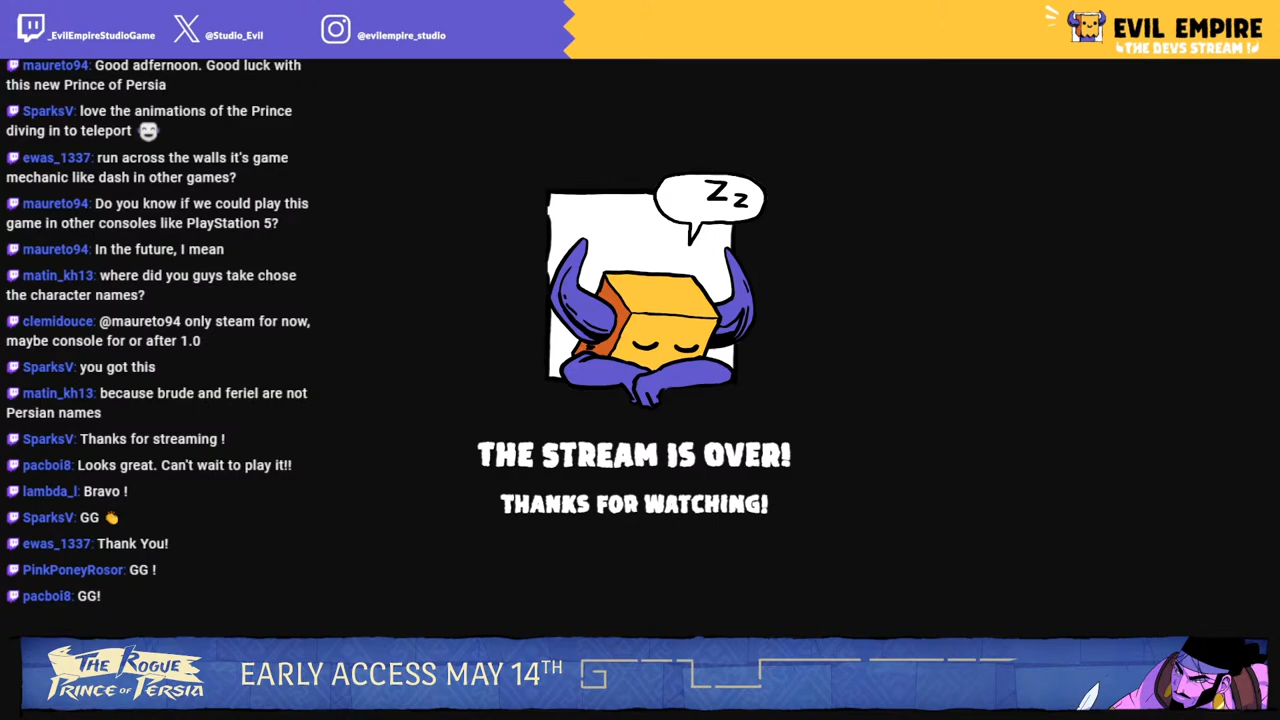 _EvilEmpireStudioGame
@Studio_Evil
@evilempire_studio
EVIL EMPIRE
THE DEVS STREAM !
maureto94: Good adfernoon. Good luck with
this new Prince of Persia
SparksV: love the animations of the Prince
diving in to teleport
ewas_1337: run across the walls it's game
mechanic like dash in other games?
maureto94: Do you know if we could play this
game in other consoles like PlayStation 5?
maureto94: In the future, I mean
matin_kh13: where did you guys take chose
the character names?
clemidouce: @maureto94 only steam for now,
maybe console for or after 1.0
SparksV: you got this
matin_kh13: because brude and feriel are not
Persian names
SparksV: Thanks for streaming !
pacboi8: Looks great. Can't wait to play it!!
lambda_l: Bravo !
SparksV: GG 👏
ewas_1337: Thank You!
PinkPoneyRosor: GG !
pacboi8: GG!
Zz
THE STREAM IS OVER!
THANKS FOR WATCHING!
THE ROGUE
PRINCE OF PERSIA
EARLY ACCESS MAY 14TH